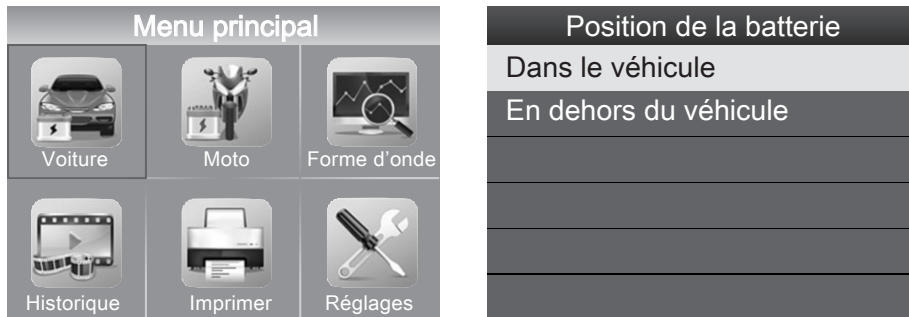 Menu principal
Voiture
Moto
Forme d'onde
Historique
Imprimer
Réglages
Position de la batterie
Dans le véhicule
En dehors du véhicule